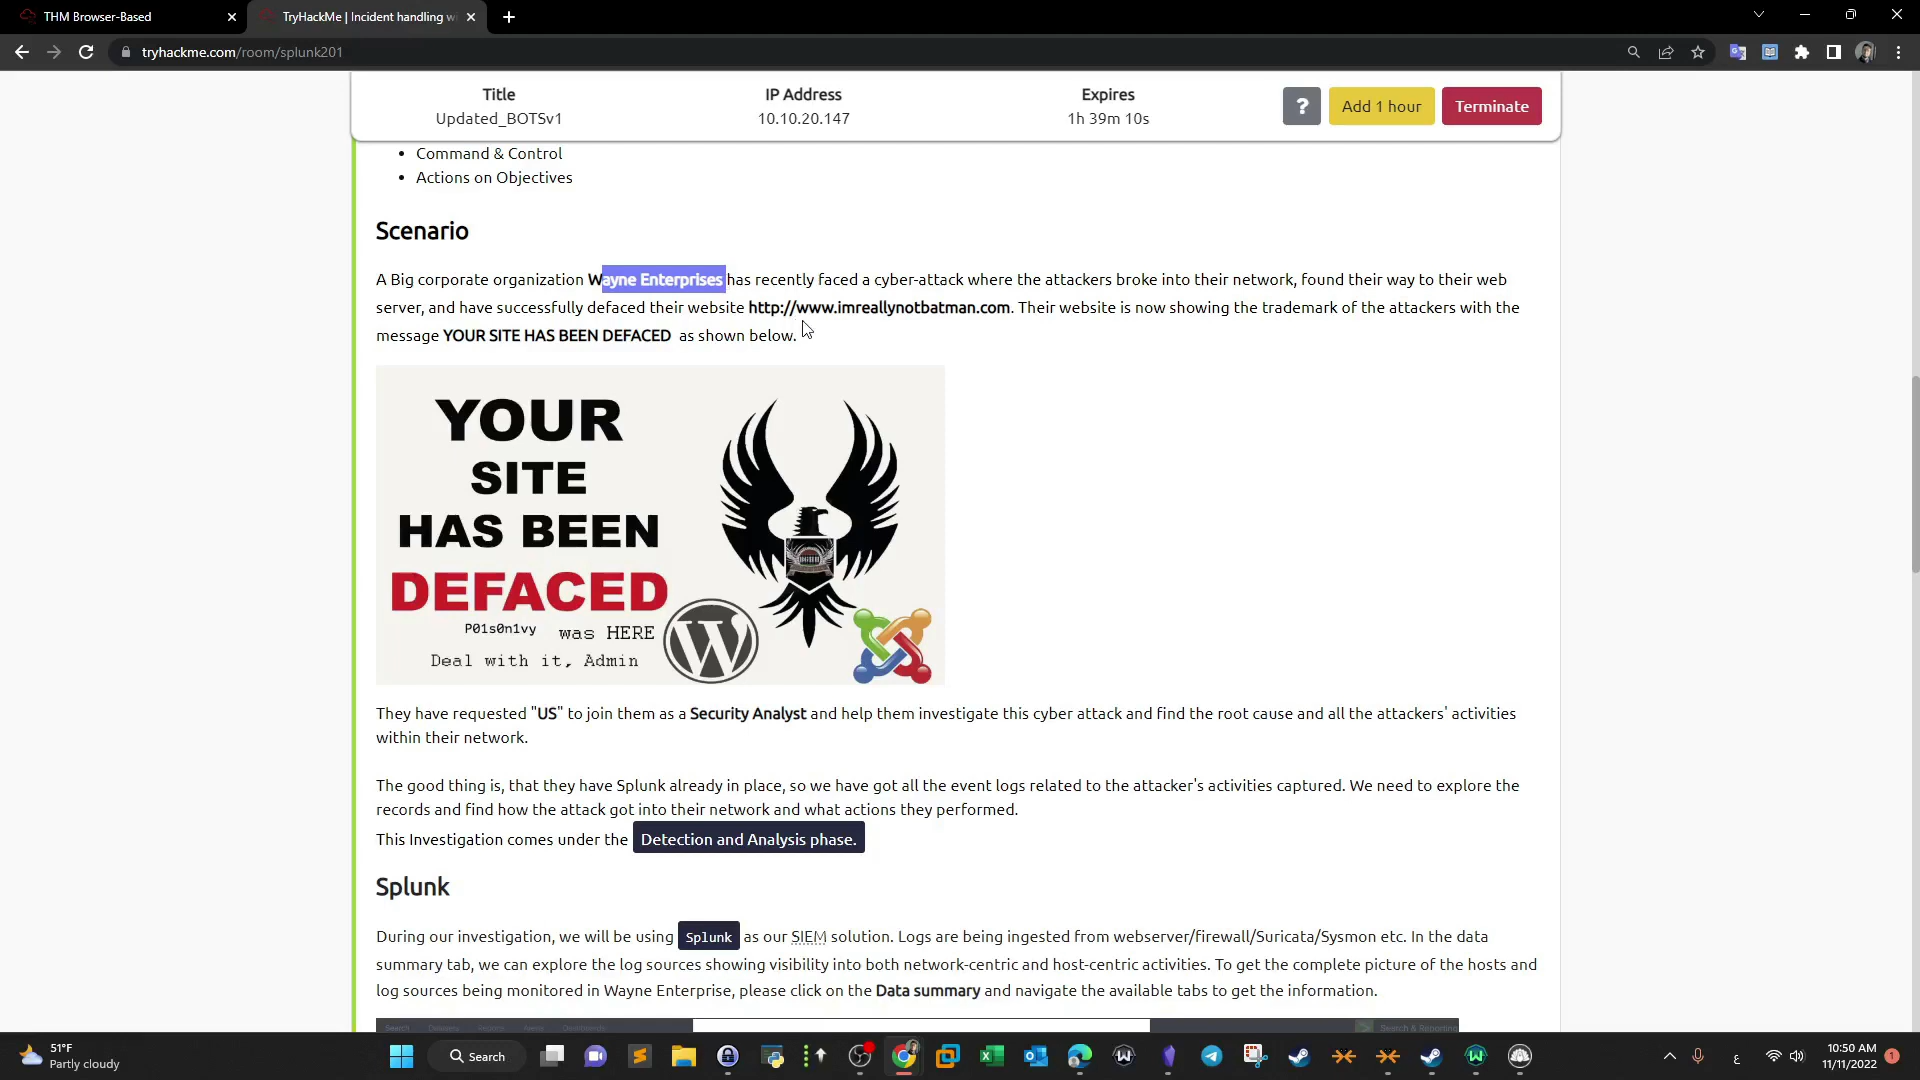 THM Browser-Based
TryHackMe | Incident handling wi
tryhackme.com/room/splunk201
Title
Updated_BOTSv1
IP Address
10.10.20.147
Expires
1h 39m 10s
?
Add 1 hour
Terminate
• Command & Control
• Actions on Objectives
Scenario
A Big corporate organization Wayne Enterprises has recently faced a cyber-attack where the attackers broke into their network, found their way to their web
server, and have successfully defaced their website http://www.imreallynotbatman.com. Their website is now showing the trademark of the attackers with the
message YOUR SITE HAS BEEN DEFACED as shown below.
YOUR
SITE
HAS BEEN
DEFACED
P01s0n1vy was HERE
Deal with it, Admin
They have requested "US" to join them as a Security Analyst and help them investigate this cyber attack and find the root cause and all the attackers' activities
within their network.
The good thing is, that they have Splunk already in place, so we have got all the event logs related to the attacker's activities captured. We need to explore the
records and find how the attack got into their network and what actions they performed.
This Investigation comes under the Detection and Analysis phase.
Splunk
During our investigation, we will be using Splunk as our SIEM solution. Logs are being ingested from webserver/firewall/Suricata/Sysmon etc. In the data
summary tab, we can explore the log sources showing visibility into both network-centric and host-centric activities. To get the complete picture of the hosts and
log sources being monitored in Wayne Enterprise, please click on the Data summary and navigate the available tabs to get the information.
Search
Search & Reporting
51°F
Partly cloudy
Search
ع
10:50 AM
11/11/2022
1